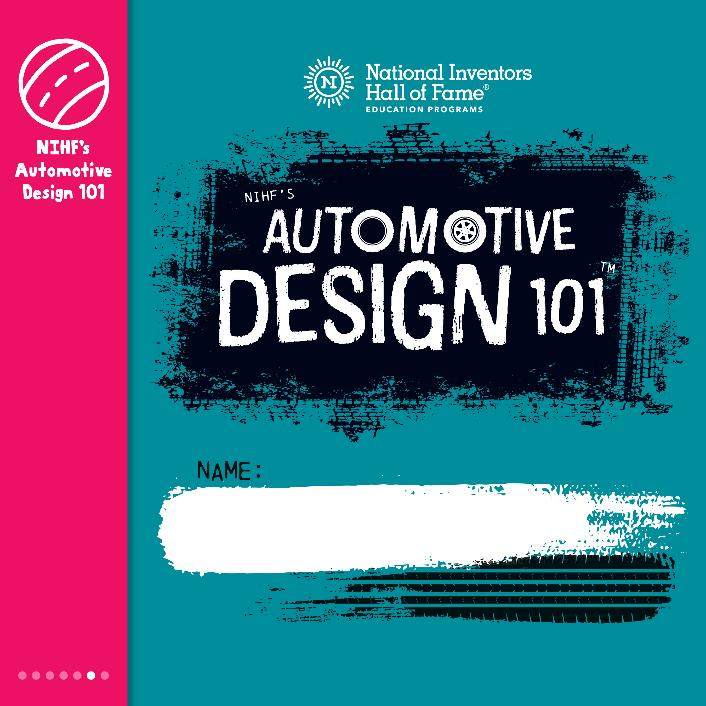 NIHF's
Automotive
Design 101
N
National Inventors
Hall of Fame®
EDUCATION PROGRAMS
NIHF'S
AUTOMOTIVE
DESIGN 101™
NAME: